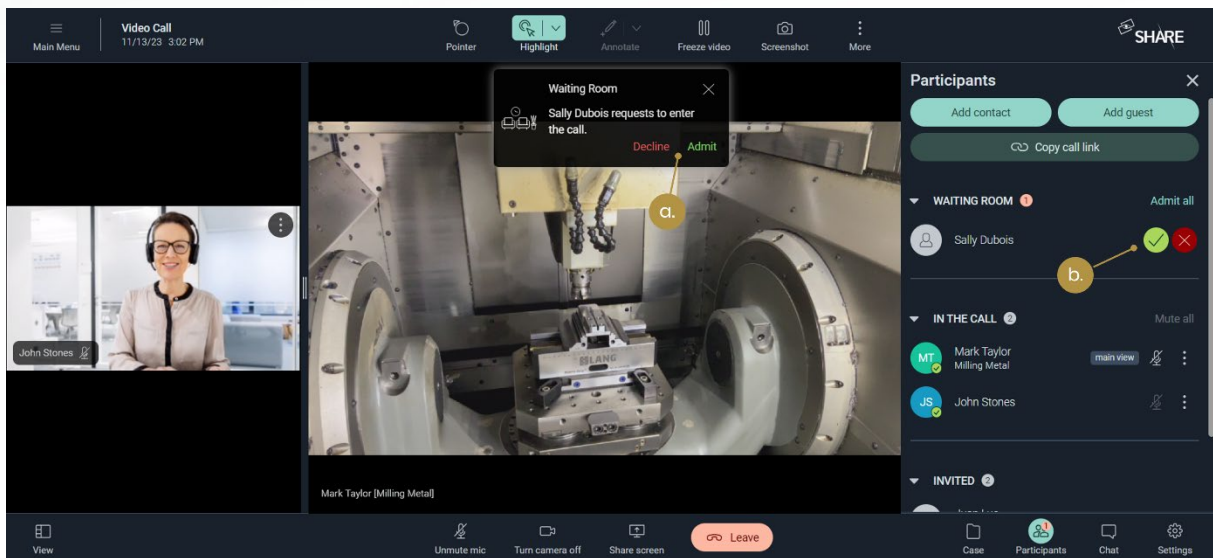 Main Menu
Video Call
11/13/23 3:02 PM
Pointer
Highlight
Annotate
Freeze video
Screenshot
More
SHARE
Waiting Room
Sally Dubois requests to enter
the call.
Decline
Admit
a.
John Stones
LANG
Mark Taylor [Milling Metal]
Participants
Add contact
Add guest
Copy call link
WAITING ROOM 1
Admit all
Sally Dubois
b.
IN THE CALL 2
Mute all
MT
Mark Taylor
Milling Metal
main view
JS
John Stones
INVITED 2
View
Unmute mic
Turn camera off
Share screen
Leave
Case
1
Participants
Chat
Settings